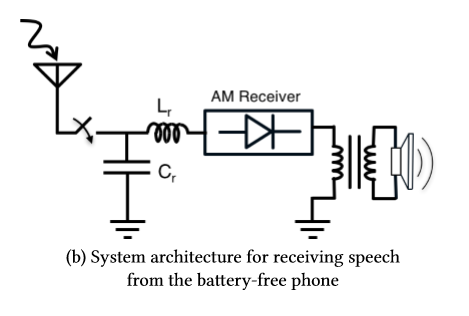 AM Receiver
Lᵣ
Cᵣ
(b) System architecture for receiving speech
from the battery-free phone